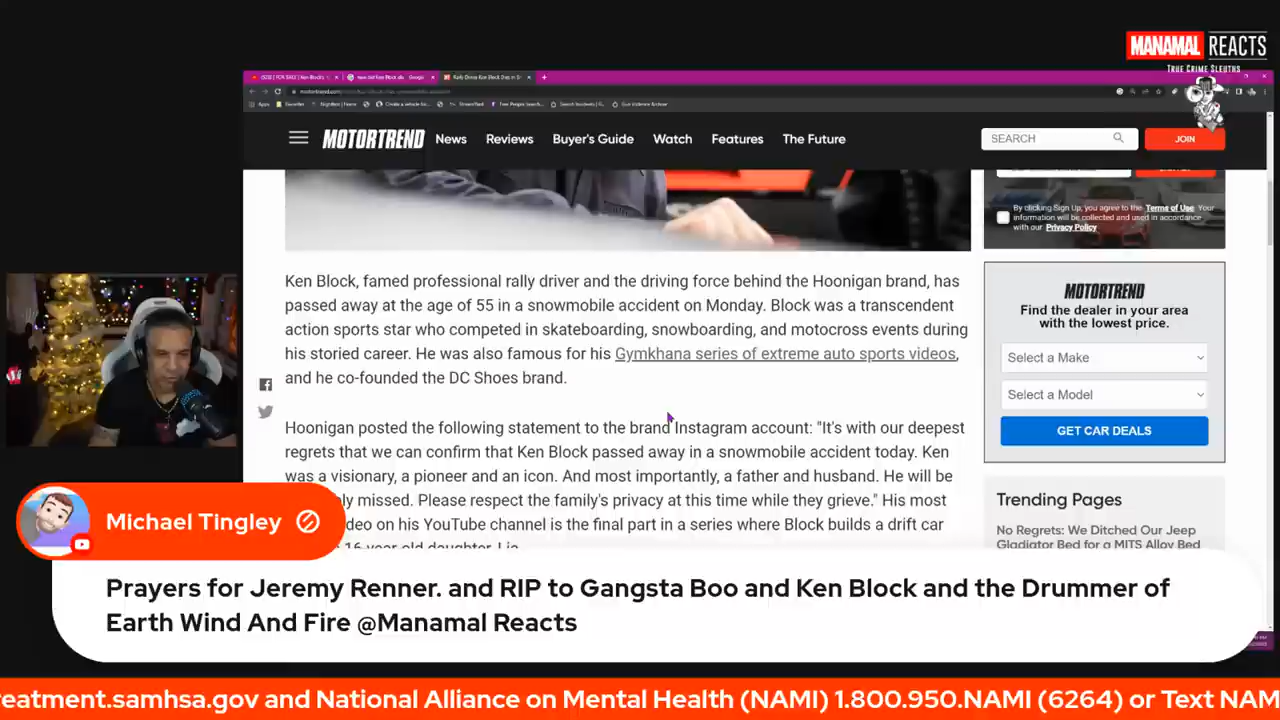 MANAMAL REACTS
TRUE CRIME SLEUTHS
MOTORTREND News Reviews Buyer's Guide Watch Features The Future
SEARCH JOIN
By clicking Sign Up, you agree to the Terms of Use. Your
information will be collected and used in accordance
with our Privacy Policy
Ken Block, famed professional rally driver and the driving force behind the Hoonigan brand, has
passed away at the age of 55 in a snowmobile accident on Monday. Block was a transcendent
action sports star who competed in skateboarding, snowboarding, and motocross events during
his storied career. He was also famous for his Gymkhana series of extreme auto sports videos,
and he co-founded the DC Shoes brand.
Hoonigan posted the following statement to the brand Instagram account: "It's with our deepest
regrets that we can confirm that Ken Block passed away in a snowmobile accident today. Ken
was a visionary, a pioneer and an icon. And most importantly, a father and husband. He will be
missed. Please respect the family's privacy at this time while they grieve." His most
on his YouTube channel is the final part in a series where Block builds a drift car
16-year-old daughter, Lia
MOTORTREND
Find the dealer in your area
with the lowest price.
Select a Make
Select a Model
GET CAR DEALS
Trending Pages
No Regrets: We Ditched Our Jeep
Gladiator Bed for a MITS Alloy Bed
Michael Tingley
Prayers for Jeremy Renner. and RIP to Gangsta Boo and Ken Block and the Drummer of
Earth Wind And Fire @Manamal Reacts
reatment.samhsa.gov and National Alliance on Mental Health (NAMI) 1.800.950.NAMI (6264) or Text NAM